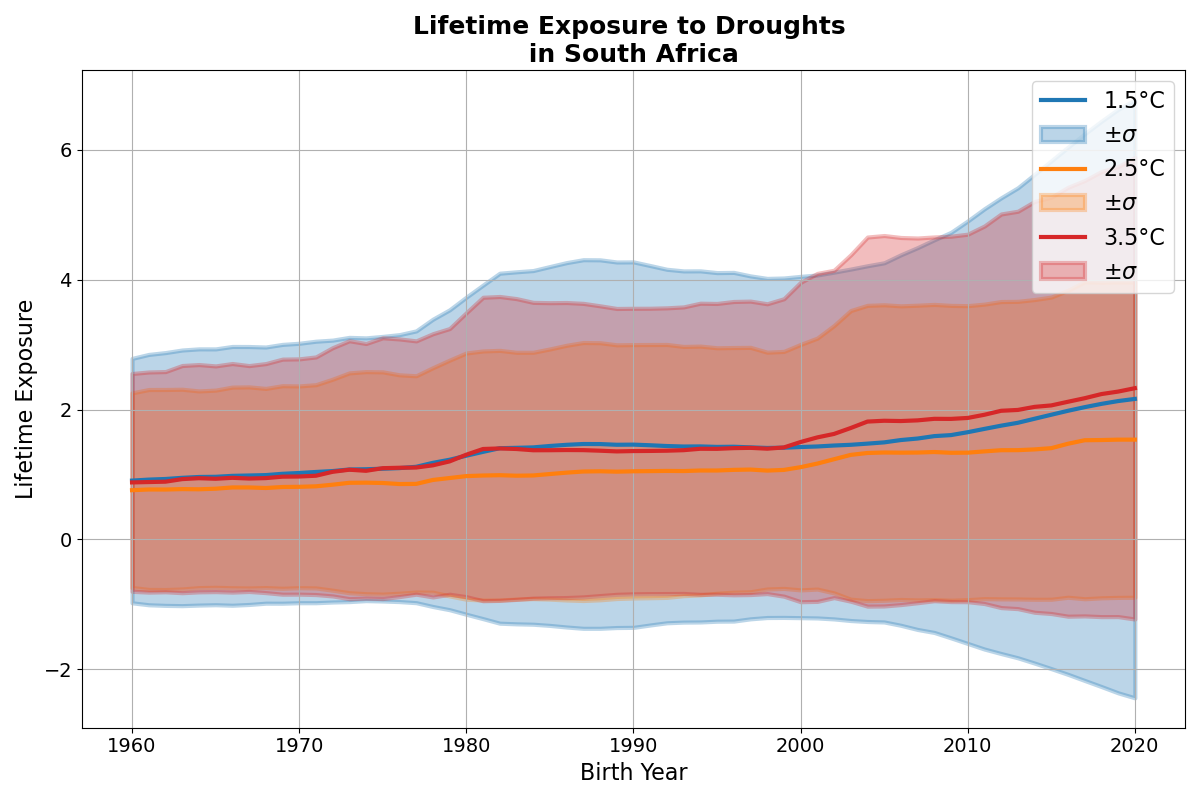 Lifetime Exposure to Droughts
in South Africa
1.5°C
±σ
2.5°C
±σ
3.5°C
±σ
Lifetime Exposure
6
4
2
0
−2
1960 1970 1980 1990 2000 2010 2020
Birth Year